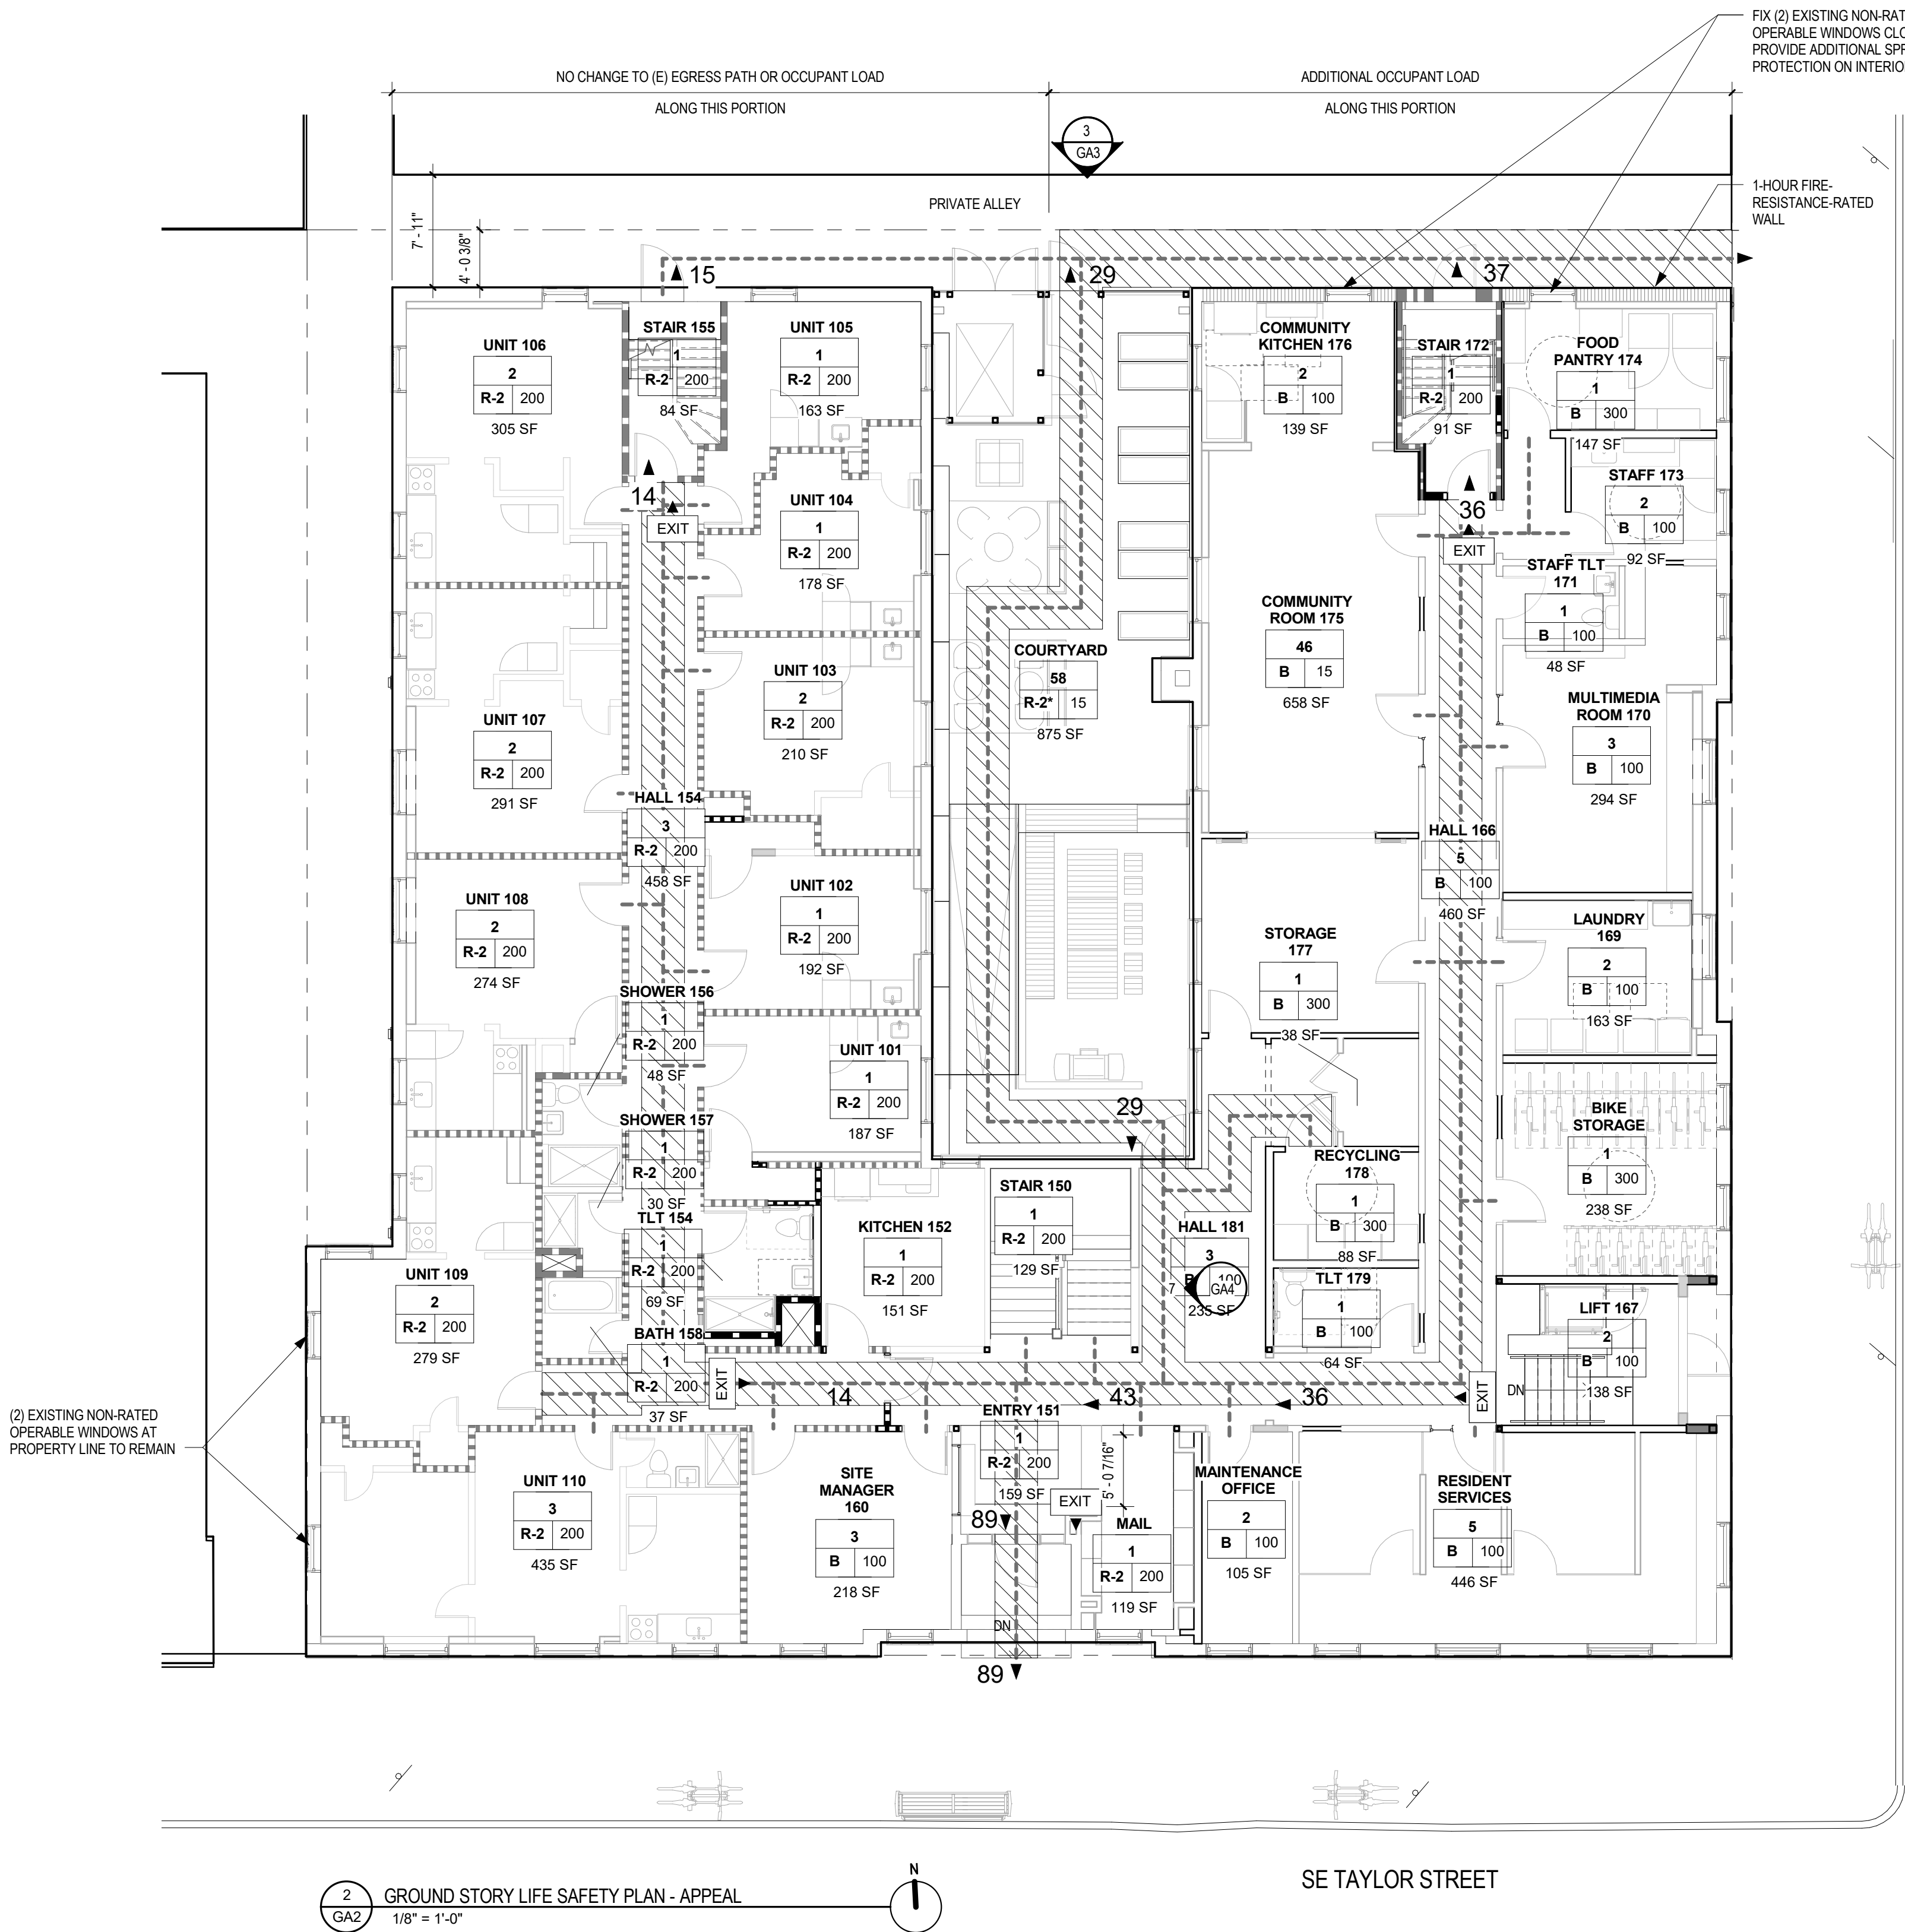 FIX (2) EXISTING NON-RAT
OPERABLE WINDOWS CLO
PROVIDE ADDITIONAL SPR
PROTECTION ON INTERIO
NO CHANGE TO (E) EGRESS PATH OR OCCUPANT LOAD
ALONG THIS PORTION
ADDITIONAL OCCUPANT LOAD
ALONG THIS PORTION
3
GA3
PRIVATE ALLEY
1-HOUR FIRE-
RESISTANCE-RATED
WALL
7' - 11"
4' - 0 3/8"
15
29
37
UNIT 106
2
R-2 200
305 SF
STAIR 155
1
R-2 200
84 SF
UNIT 105
1
R-2 200
163 SF
COMMUNITY
KITCHEN 176
2
B 100
139 SF
STAIR 172
1
R-2 200
91 SF
FOOD
PANTRY 174
1
B 300
147 SF
14
EXIT
UNIT 104
1
R-2 200
178 SF
36
EXIT
STAFF 173
2
B 100
92 SF
STAFF TLT
171
1
B 100
48 SF
COMMUNITY
ROOM 175
46
B 15
658 SF
COURTYARD
58
R-2* 15
875 SF
UNIT 103
2
R-2 200
210 SF
UNIT 107
2
R-2 200
291 SF
MULTIMEDIA
ROOM 170
3
B 100
294 SF
HALL 154
3
R-2 200
458 SF
HALL 166
5
B 100
460 SF
UNIT 108
2
R-2 200
274 SF
UNIT 102
1
R-2 200
192 SF
STORAGE
177
1
B 300
38 SF
LAUNDRY
169
2
B 100
163 SF
SHOWER 156
1
R-2 200
48 SF
UNIT 101
1
R-2 200
187 SF
SHOWER 157
1
R-2 200
30 SF
29
BIKE
STORAGE
1
B 300
238 SF
RECYCLING
178
1
B 300
88 SF
STAIR 150
1
R-2 200
129 SF
KITCHEN 152
1
R-2 200
151 SF
HALL 181
3
B 100
235 SF
7
GA4
TLT 154
1
R-2 200
69 SF
UNIT 109
2
R-2 200
279 SF
TLT 179
1
B 100
64 SF
LIFT 167
2
B 100
138 SF
DN
BATH 158
1
R-2 200
37 SF
EXIT
14
43
36
EXIT
(2) EXISTING NON-RATED
OPERABLE WINDOWS AT
PROPERTY LINE TO REMAIN
ENTRY 151
1
R-2 200
159 SF
5' - 0 7/16"
EXIT
89
UNIT 110
3
R-2 200
435 SF
SITE
MANAGER
160
3
B 100
218 SF
MAIL
1
R-2 200
119 SF
MAINTENANCE
OFFICE
2
B 100
105 SF
RESIDENT
SERVICES
5
B 100
446 SF
DN
89
SE TAYLOR STREET
2
GA2
GROUND STORY LIFE SAFETY PLAN - APPEAL
1/8" = 1'-0"
N